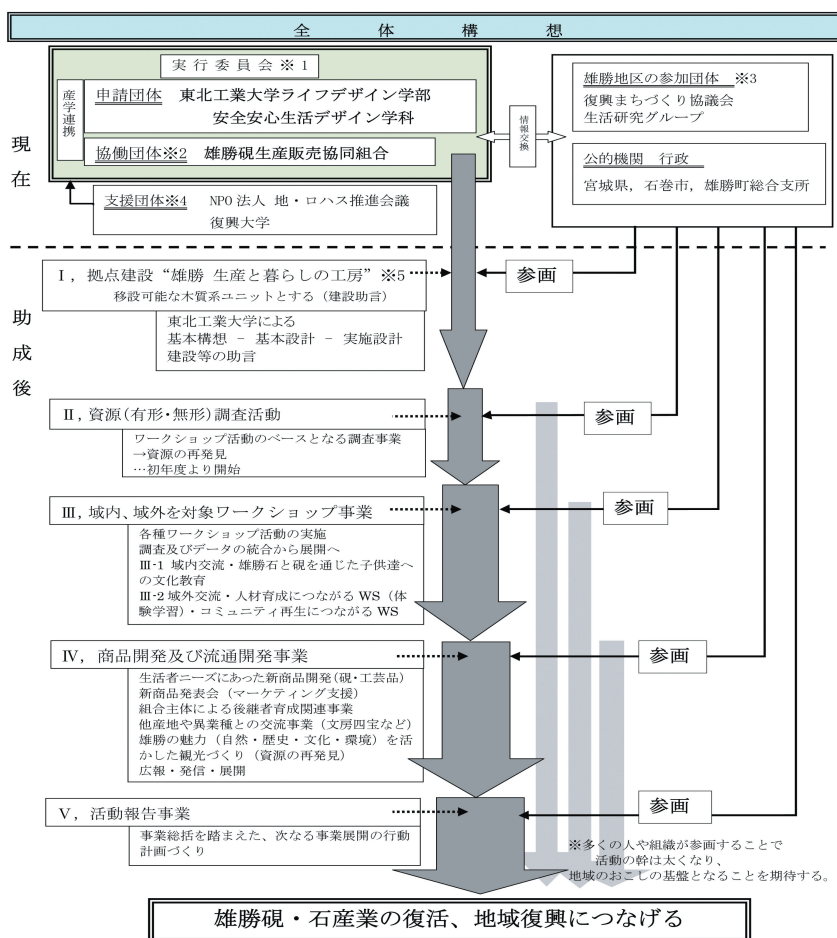 全体構想
現在
実行委員会※1
産学連携
申請団体 東北工業大学ライフデザイン学部
安全安心生活デザイン学科
協働団体※2 雄勝硯生産販売協同組合
情報交換
雄勝地区の参加団体 ※3
復興まちづくり協議会
生活研究グループ
公的機関 行政
宮城県，石巻市，雄勝町総合支所
支援団体※4 NPO法人 地・ロハス推進会議
復興大学
助成後
Ⅰ，拠点建設“雄勝 生産と暮らしの工房”※5
移設可能な木質系ユニットとする（建設助言）
参画
東北工業大学による
基本構想 － 基本設計 － 実施設計
建設等の助言
Ⅱ，資源(有形・無形)調査活動
参画
ワークショップ活動のベースとなる調査事業
→資源の再発見
…初年度より開始
Ⅲ，域内、域外を対象ワークショップ事業
参画
各種ワークショップ活動の実施
調査及びデータの統合から展開へ
Ⅲ-1 域内交流・雄勝石と硯を通じた子供達へ
の文化教育
Ⅲ-2 域外交流・人材育成につながる WS（体
験学習）・コミュニティ再生につながる WS
Ⅳ，商品開発及び流通開発事業
参画
生活者ニーズにあった新商品開発(硯・工芸品)
新商品発表会（マーケティング支援）
組合主体による後継者育成関連事業
他産地や異業種との交流事業（文房四宝など）
雄勝の魅力（自然・歴史・文化・環境）を活
かした観光づくり（資源の再発見）
広報・発信・展開
Ⅴ，活動報告事業
参画
事業総括を踏まえた、次なる事業展開の行動
計画づくり
※多くの人や組織が参画することで
活動の幹は太くなり、
地域のおこしの基盤となることを期待する。
雄勝硯・石産業の復活、地域復興につなげる